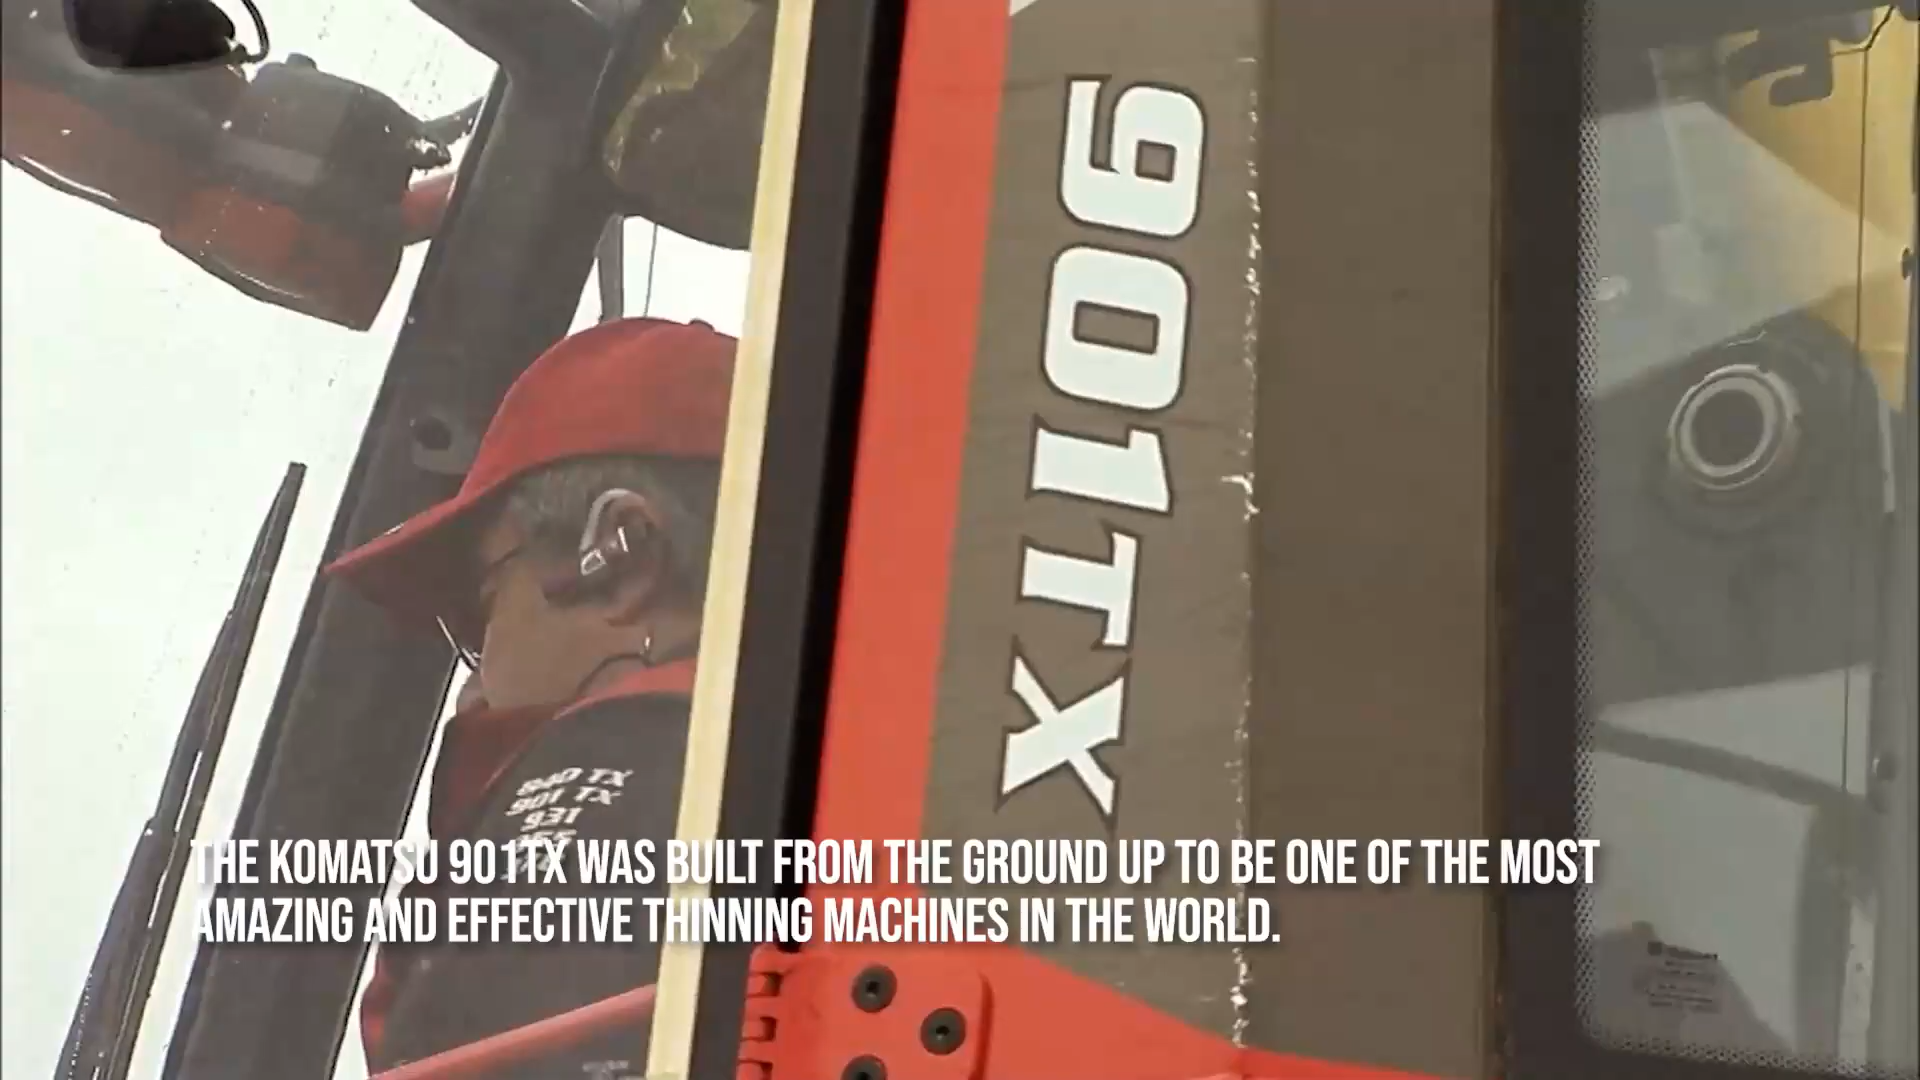 901TX
840 TX
901 TX
931
THE KOMATSU 901TX WAS BUILT FROM THE GROUND UP TO BE ONE OF THE MOST
AMAZING AND EFFECTIVE THINNING MACHINES IN THE WORLD.